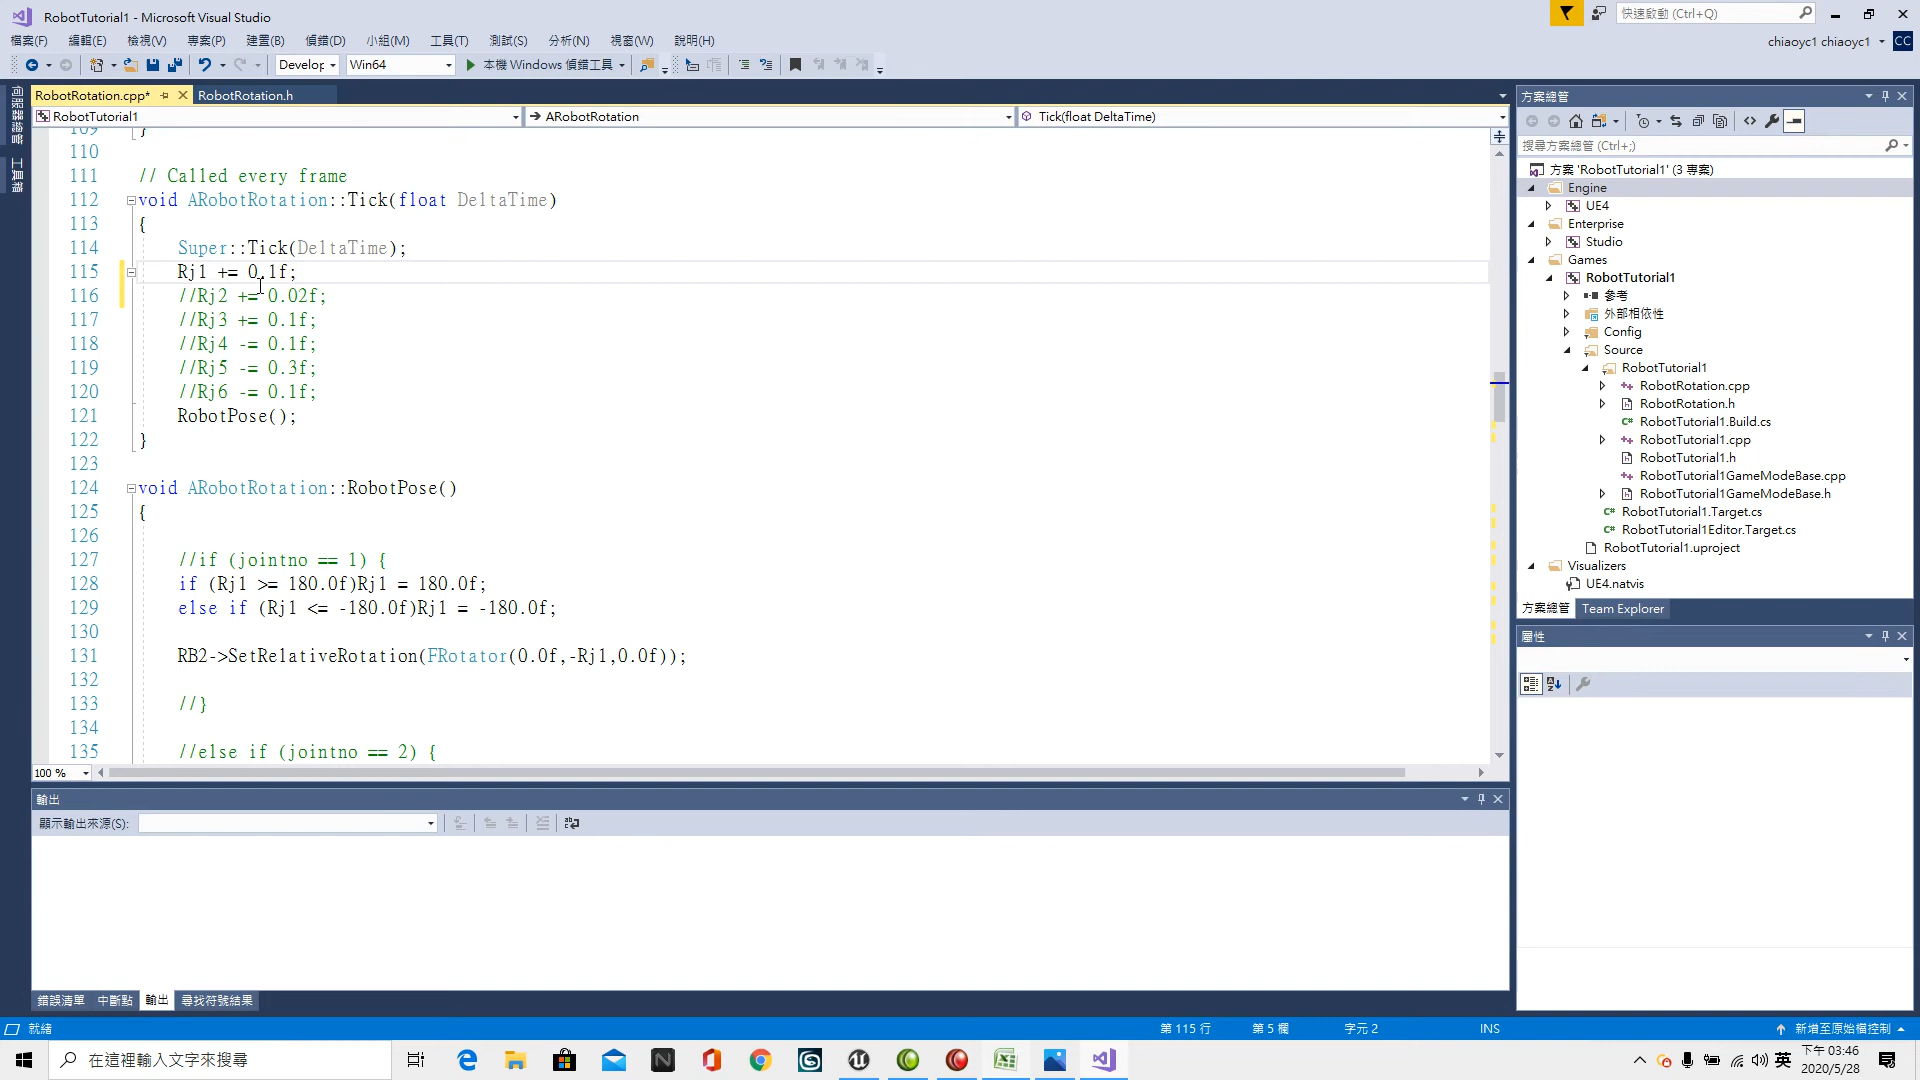 RobotTutorial1 - Microsoft Visual Studio
快速啟動 (Ctrl+Q)
檔案(F) 編輯(E) 檢視(V) 專案(P) 建置(B) 偵錯(D) 小組(M) 工具(T) 測試(S) 分析(N) 視窗(W) 說明(H)
chiaoyc1 chiaoyc1 CC
Develop Win64 本機 Windows 偵錯工具
伺服器總管
工具箱
RobotRotation.cpp* RobotRotation.h
RobotTutorial1 ARobotRotation Tick(float DeltaTime)
109 }
110
111 // Called every frame
112 void ARobotRotation::Tick(float DeltaTime)
113 {
114 Super::Tick(DeltaTime);
115 Rj1 += 0.1f;
116 //Rj2 += 0.02f;
117 //Rj3 += 0.1f;
118 //Rj4 -= 0.1f;
119 //Rj5 -= 0.3f;
120 //Rj6 -= 0.1f;
121 RobotPose();
122 }
123
124 void ARobotRotation::RobotPose()
125 {
126
127 //if (jointno == 1) {
128 if (Rj1 >= 180.0f)Rj1 = 180.0f;
129 else if (Rj1 <= -180.0f)Rj1 = -180.0f;
130
131 RB2->SetRelativeRotation(FRotator(0.0f,-Rj1,0.0f));
132
133 //}
134
135 //else if (jointno == 2) {
100 %
輸出
顯示輸出來源(S):
錯誤清單 中斷點 輸出 尋找符號結果
方案總管
搜尋方案總管 (Ctrl+;)
方案 'RobotTutorial1' (3 專案)
Engine
UE4
Enterprise
Studio
Games
RobotTutorial1
參考
外部相依性
Config
Source
RobotTutorial1
RobotRotation.cpp
RobotRotation.h
RobotTutorial1.Build.cs
RobotTutorial1.cpp
RobotTutorial1.h
RobotTutorial1GameModeBase.cpp
RobotTutorial1GameModeBase.h
RobotTutorial1.Target.cs
RobotTutorial1Editor.Target.cs
RobotTutorial1.uproject
Visualizers
UE4.natvis
方案總管 Team Explorer
屬性
就緒 第 115 行 第 5 欄 字元 2 INS 新增至原始檔控制
在這裡輸入文字來搜尋
英 下午 03:46
2020/5/28